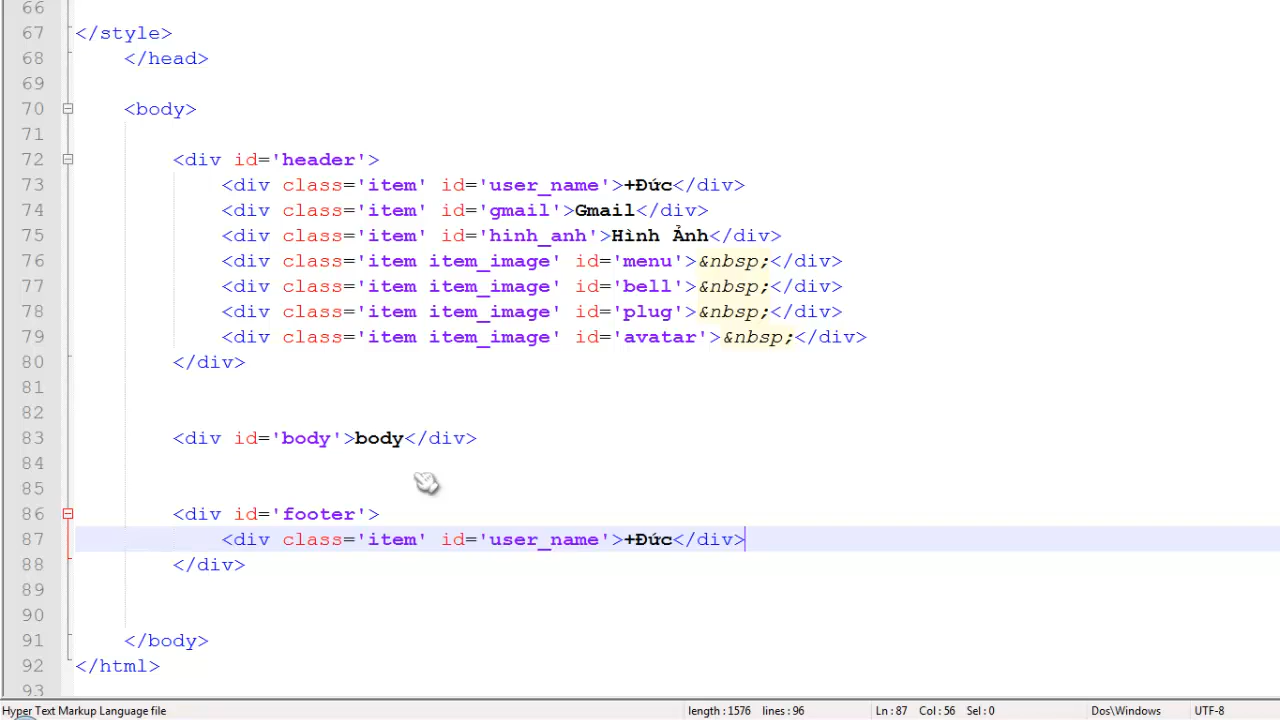 66
67 </style>
68 </head>
69
70 <body>
71
72 <div id='header'>
73 <div class='item' id='user_name'>+Đức</div>
74 <div class='item' id='gmail'>Gmail</div>
75 <div class='item' id='hinh_anh'>Hình Ảnh</div>
76 <div class='item item_image' id='menu'>&nbsp;</div>
77 <div class='item item_image' id='bell'>&nbsp;</div>
78 <div class='item item_image' id='plug'>&nbsp;</div>
79 <div class='item item_image' id='avatar'>&nbsp;</div>
80 </div>
81
82
83 <div id='body'>body</div>
84
85
86 <div id='footer'>
87 <div class='item' id='user_name'>+Đức</div>
88 </div>
89
90
91 </body>
92 </html>
93
Hyper Text Markup Language file length : 1576 lines : 96 Ln : 87 Col : 56 Sel : 0 Dos\Windows UTF-8